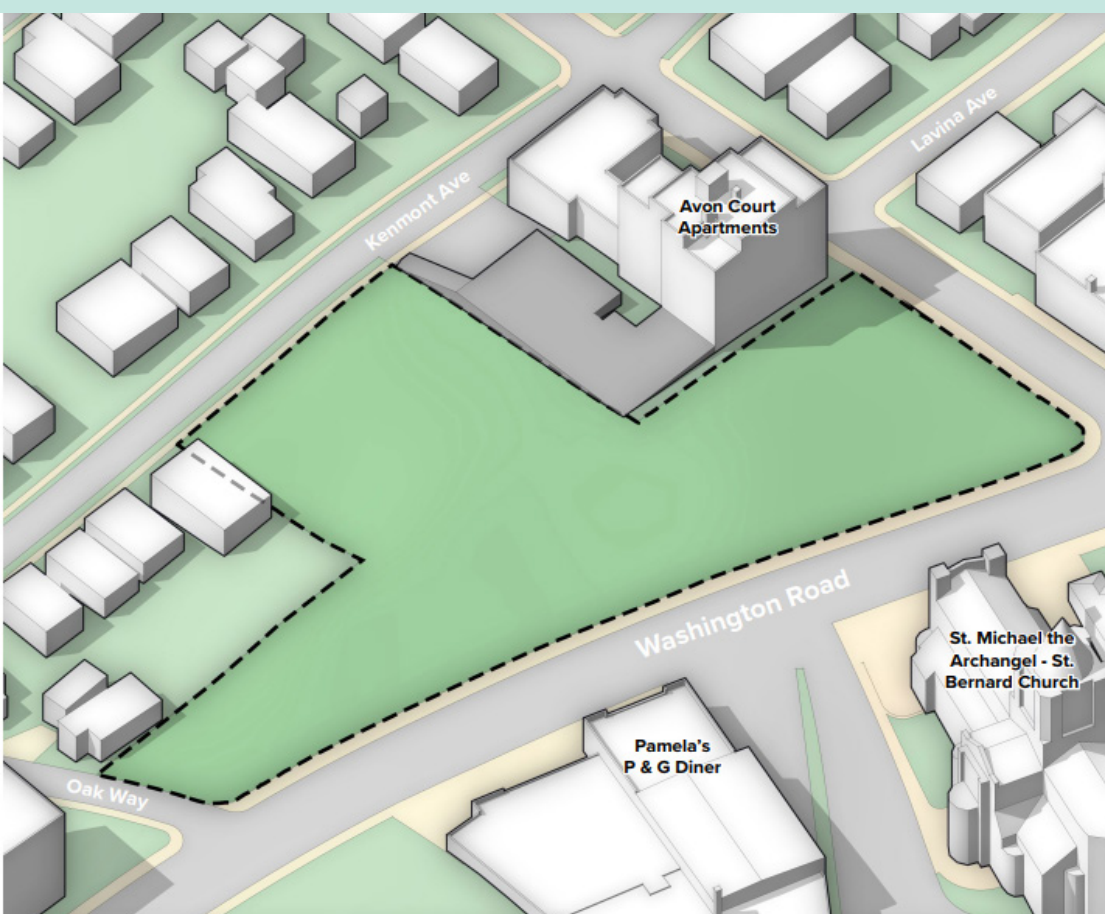 Lavina Ave
Kenmont Ave
Avon Court
Apartments
Washington Road
St. Michael the
Archangel - St.
Bernard Church
Pamela's
P & G Diner
Oak Way